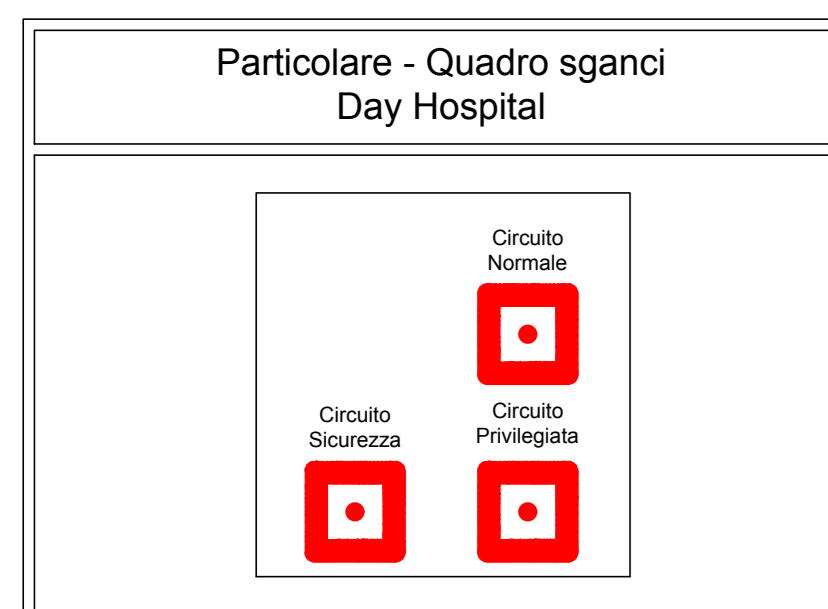 Particolare - Quadro sganci
Day Hospital
Circuito
Normale
Circuito
Sicurezza
Circuito
Privilegiata